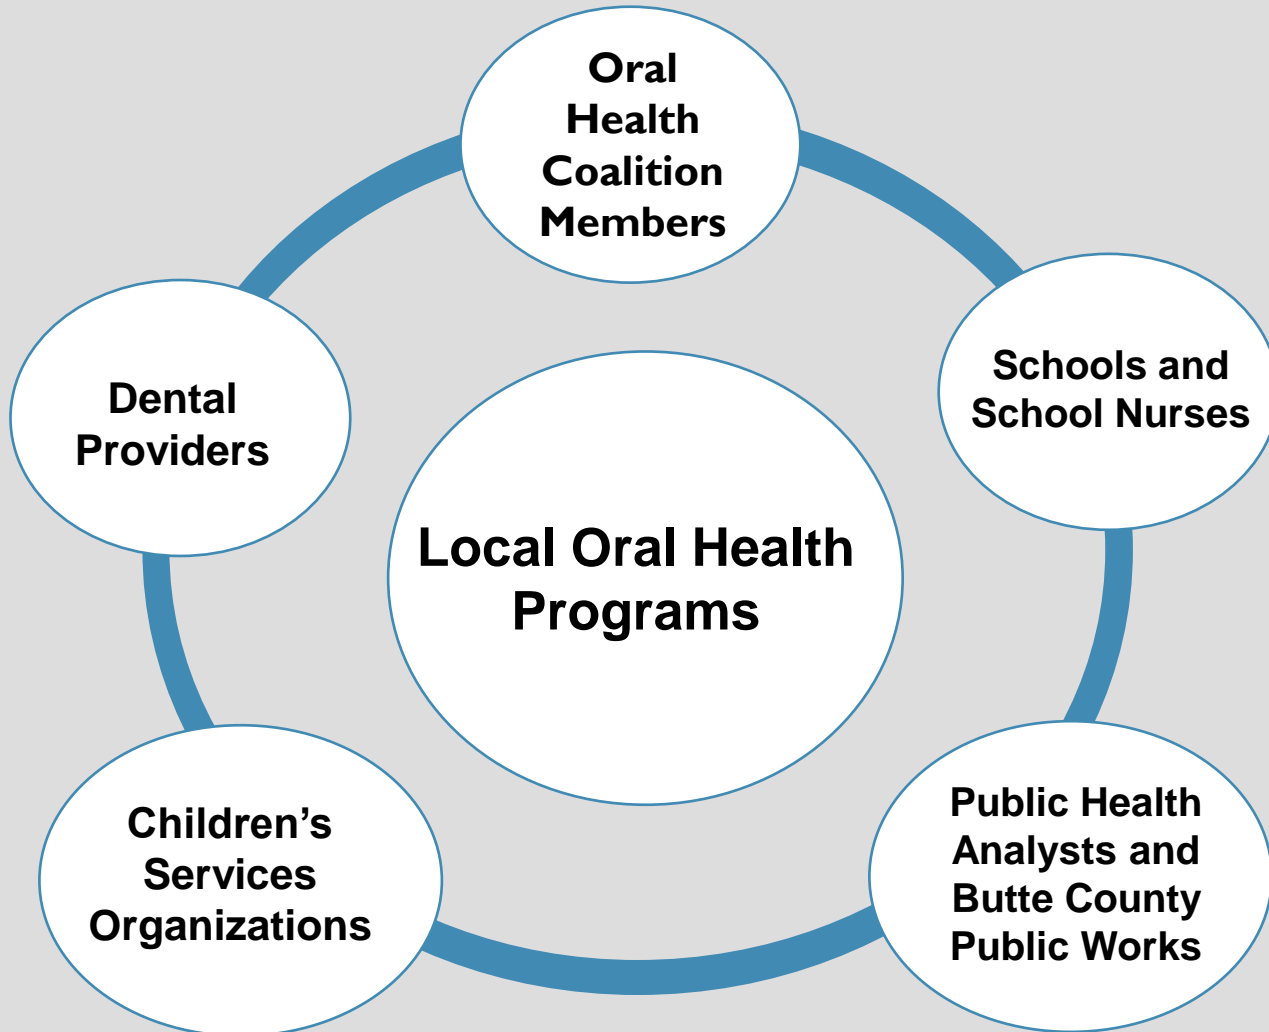 Oral
Health
Coalition
Members
Dental
Providers
Schools and
School Nurses
Local Oral Health
Programs
Children’s
Services
Organizations
Public Health
Analysts and
Butte County
Public Works